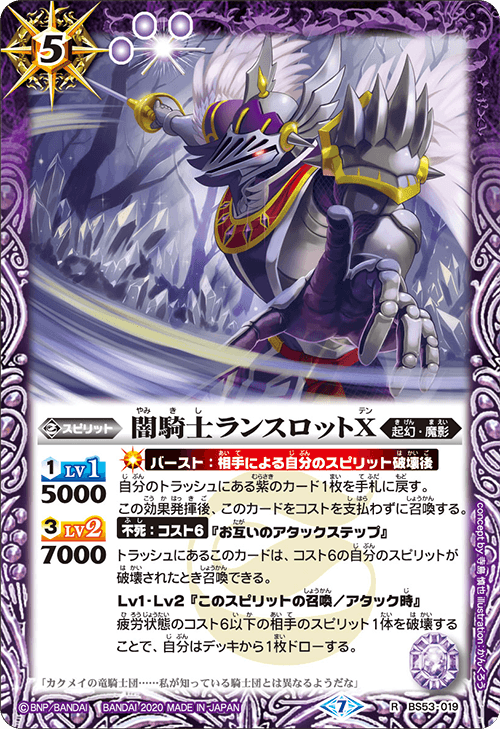 5
スピリット
闇騎士ランスロットX
やみきし
テン
起幻・魔影
きげん まえい
1 LV1
5000
3 LV2
7000
バースト：相手による自分のスピリット破壊後
自分のトラッシュにある紫のカード1枚を手札に戻す。
この効果発揮後、このカードをコストを支払わずに召喚する。
不死：コスト6『お互いのアタックステップ』
トラッシュにあるこのカードは、コスト6の自分のスピリットが
破壊されたとき召喚できる。
Lv1・Lv2『このスピリットの召喚／アタック時』
疲労状態のコスト6以下の相手のスピリット1体を破壊する
ことで、自分はデッキから1枚ドローする。
「カクメイの竜騎士団……私が知っている騎士団とは異なるようだな」
concept by 寺島慎也 illustration:かんくろう
©BNP/BANDAI BANDAI 2020 MADE IN JAPAN
7
R BS53-019